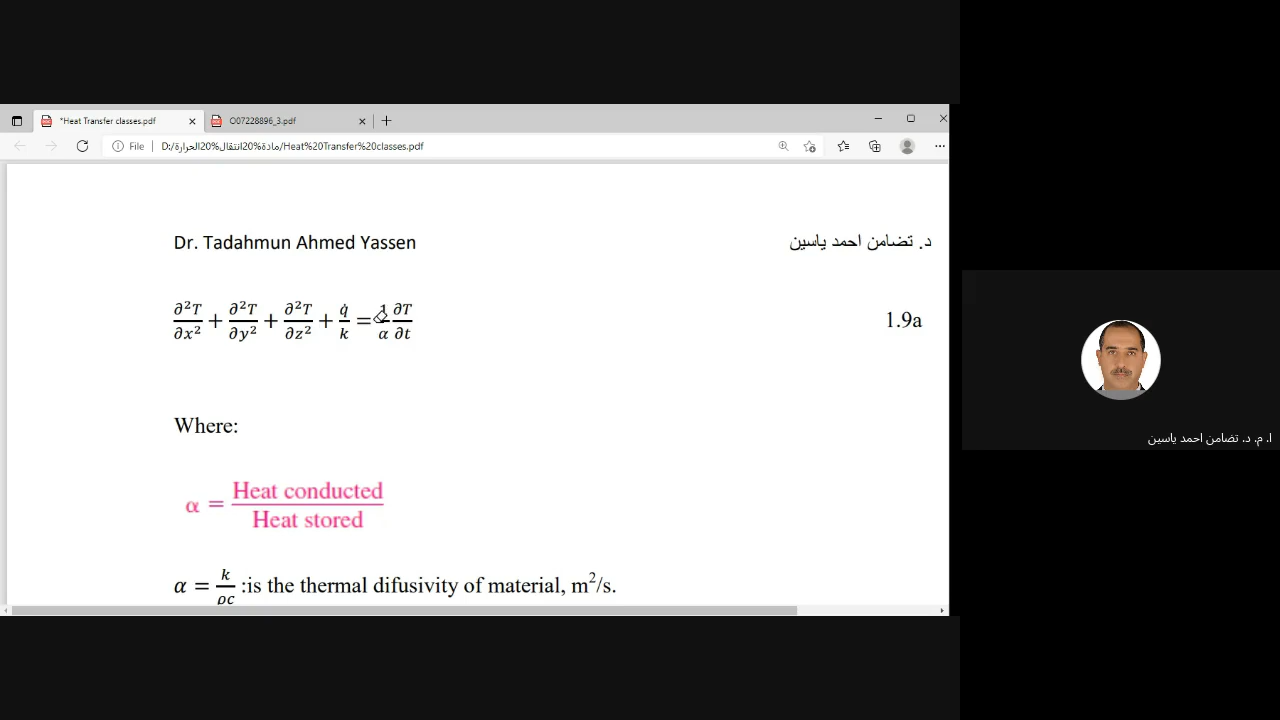 *Heat Transfer classes.pdf
O07228896_3.pdf
File
D:/مادة%20انتقال%20الحرارة/Heat%20Transfer%20classes.pdf
Dr. Tadahmun Ahmed Yassen
د. تضامن احمد ياسين
∂²T/∂x² + ∂²T/∂y² + ∂²T/∂z² + q̇/k = 1/α ∂T/∂t
1.9a
Where:
α = Heat conducted / Heat stored
α = k/ρc :is the thermal difusivity of material, m²/s.
ا. م. د. تضامن احمد ياسين